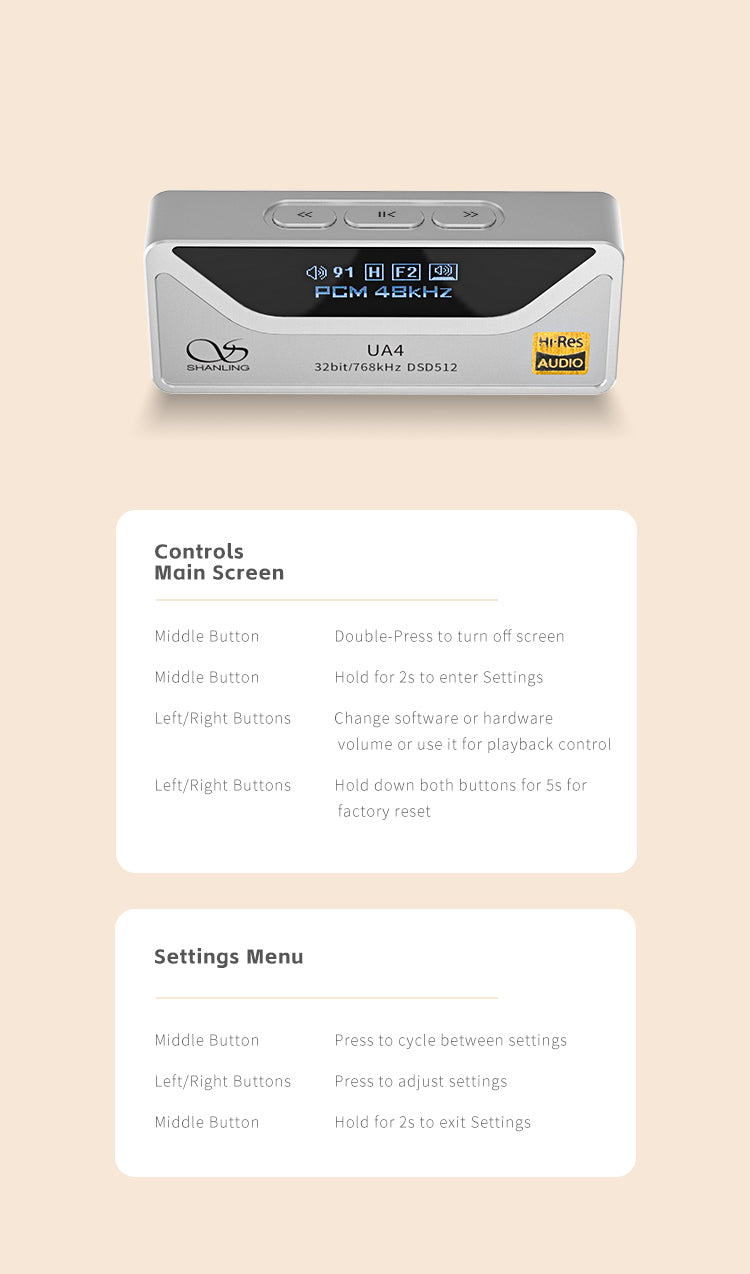 91 H F2
PCM 48kHz
UA4
32bit/768kHz DSD512
SHANLING
Hi-Res
AUDIO
Controls
Main Screen
Middle Button Double-Press to turn off screen
Middle Button Hold for 2s to enter Settings
Left/Right Buttons Change software or hardware
volume or use it for playback control
Left/Right Buttons Hold down both buttons for 5s for
factory reset
Settings Menu
Middle Button Press to cycle between settings
Left/Right Buttons Press to adjust settings
Middle Button Hold for 2s to exit Settings